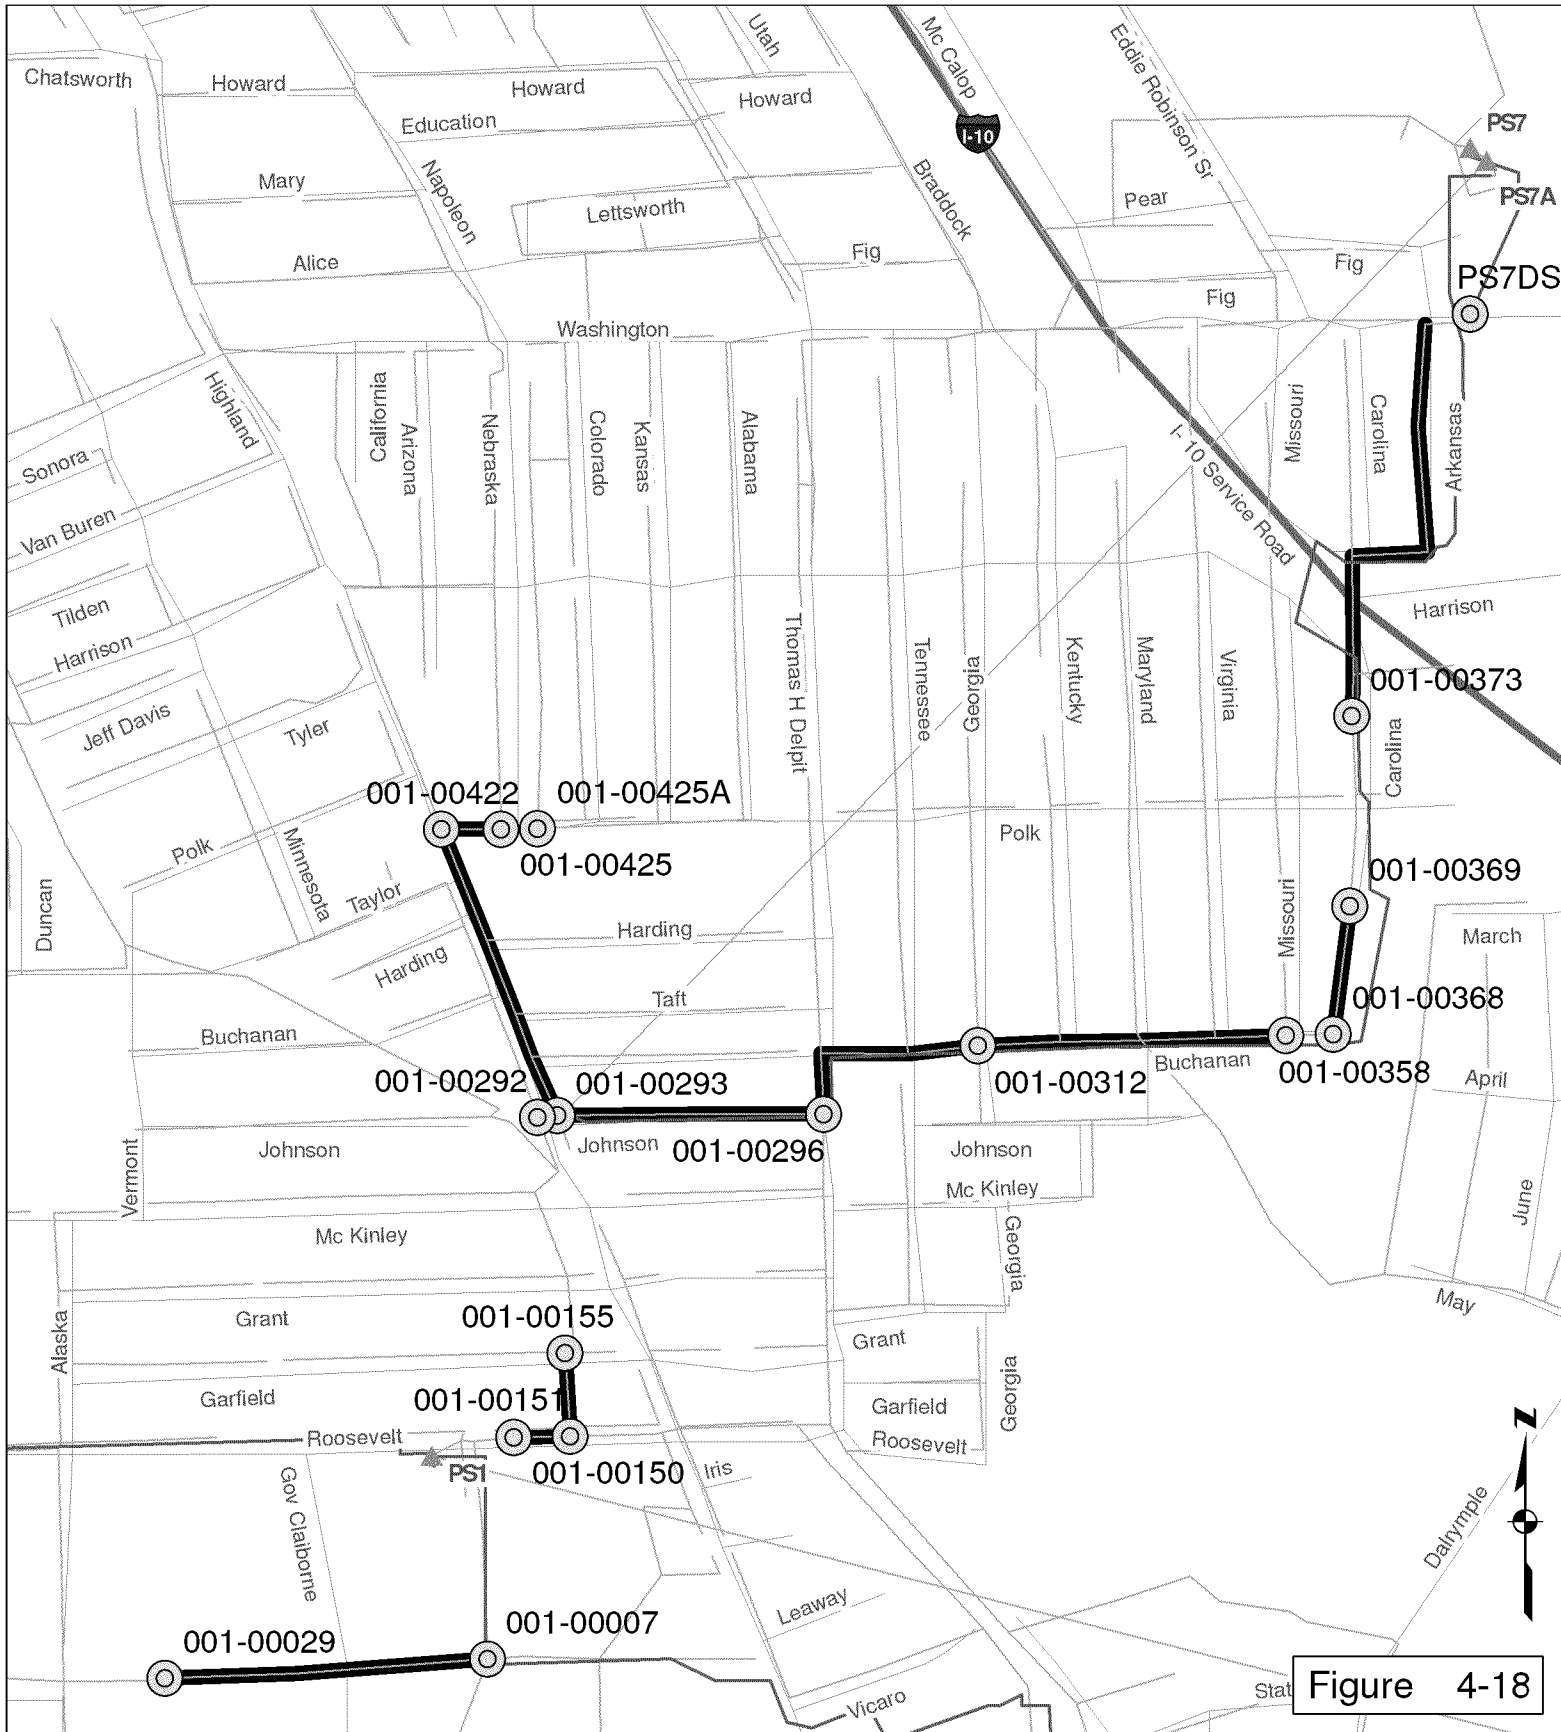 Utah
Mc Calop
Eddie Robinson Sr
Chatsworth
Howard
Howard
Howard
Education
I-10
PS7
PS7A
Mary
Napoleon
Lettsworth
Braddock
Pear
Alice
Fig
Fig
Fig
PS7DS
Washington
Highland
California
Arizona
Nebraska
Colorado
Kansas
Alabama
Missouri
Carolina
Arkansas
I- 10 Service Road
Sonora
Van Buren
Tilden
Harrison
Harrison
Thomas H Delpit
Tennessee
Georgia
Kentucky
Maryland
Virginia
001-00373
Carolina
Jeff Davis
Tyler
001-00422
001-00425A
001-00425
Polk
Polk
Minnesota
Taylor
Duncan
Missouri
001-00369
Harding
Harding
March
Taft
001-00368
Buchanan
Buchanan
001-00292
001-00293
001-00312
001-00358
April
Johnson
Johnson
001-00296
Johnson
Vermont
Mc Kinley
June
Mc Kinley
Georgia
Grant
001-00155
Grant
May
Alaska
Garfield
001-00151
Garfield
Georgia
Roosevelt
Roosevelt
PS1
001-00150
Iris
Gov Claiborne
Dalrymple
z
Leaway
001-00029
001-00007
Vicaro
Stat
Figure 4-18